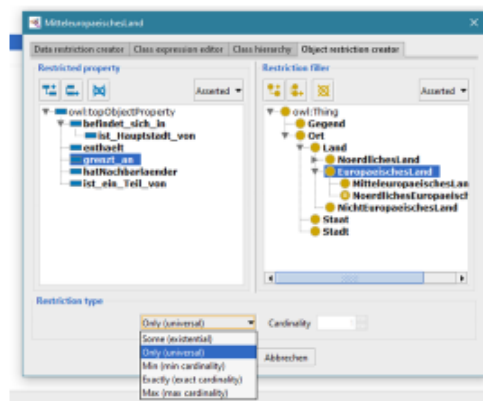 MitteleuropaeischesLand
Data restriction creator Class expression editor Class hierarchy Object restriction creator
Restricted property
Restriction filler
Asserted
Asserted
owl:topObjectProperty
befindet_sich_in
ist_Hauptstadt_von
enthaelt
grenzt_an
hatNachbarlaender
ist_ein_Teil_von
owl:Thing
Gegend
Ort
Land
NoerdlichesLand
EuropaeischesLand
MitteleuropaeischesLan
NoerdlichesEuropaeisch
NichtEuropaeischesLand
Staat
Stadt
Restriction type
Only (universal)
Cardinality
Some (existential)
Only (universal)
Min (min cardinality)
Exactly (exact cardinality)
Max (max cardinality)
Abbrechen